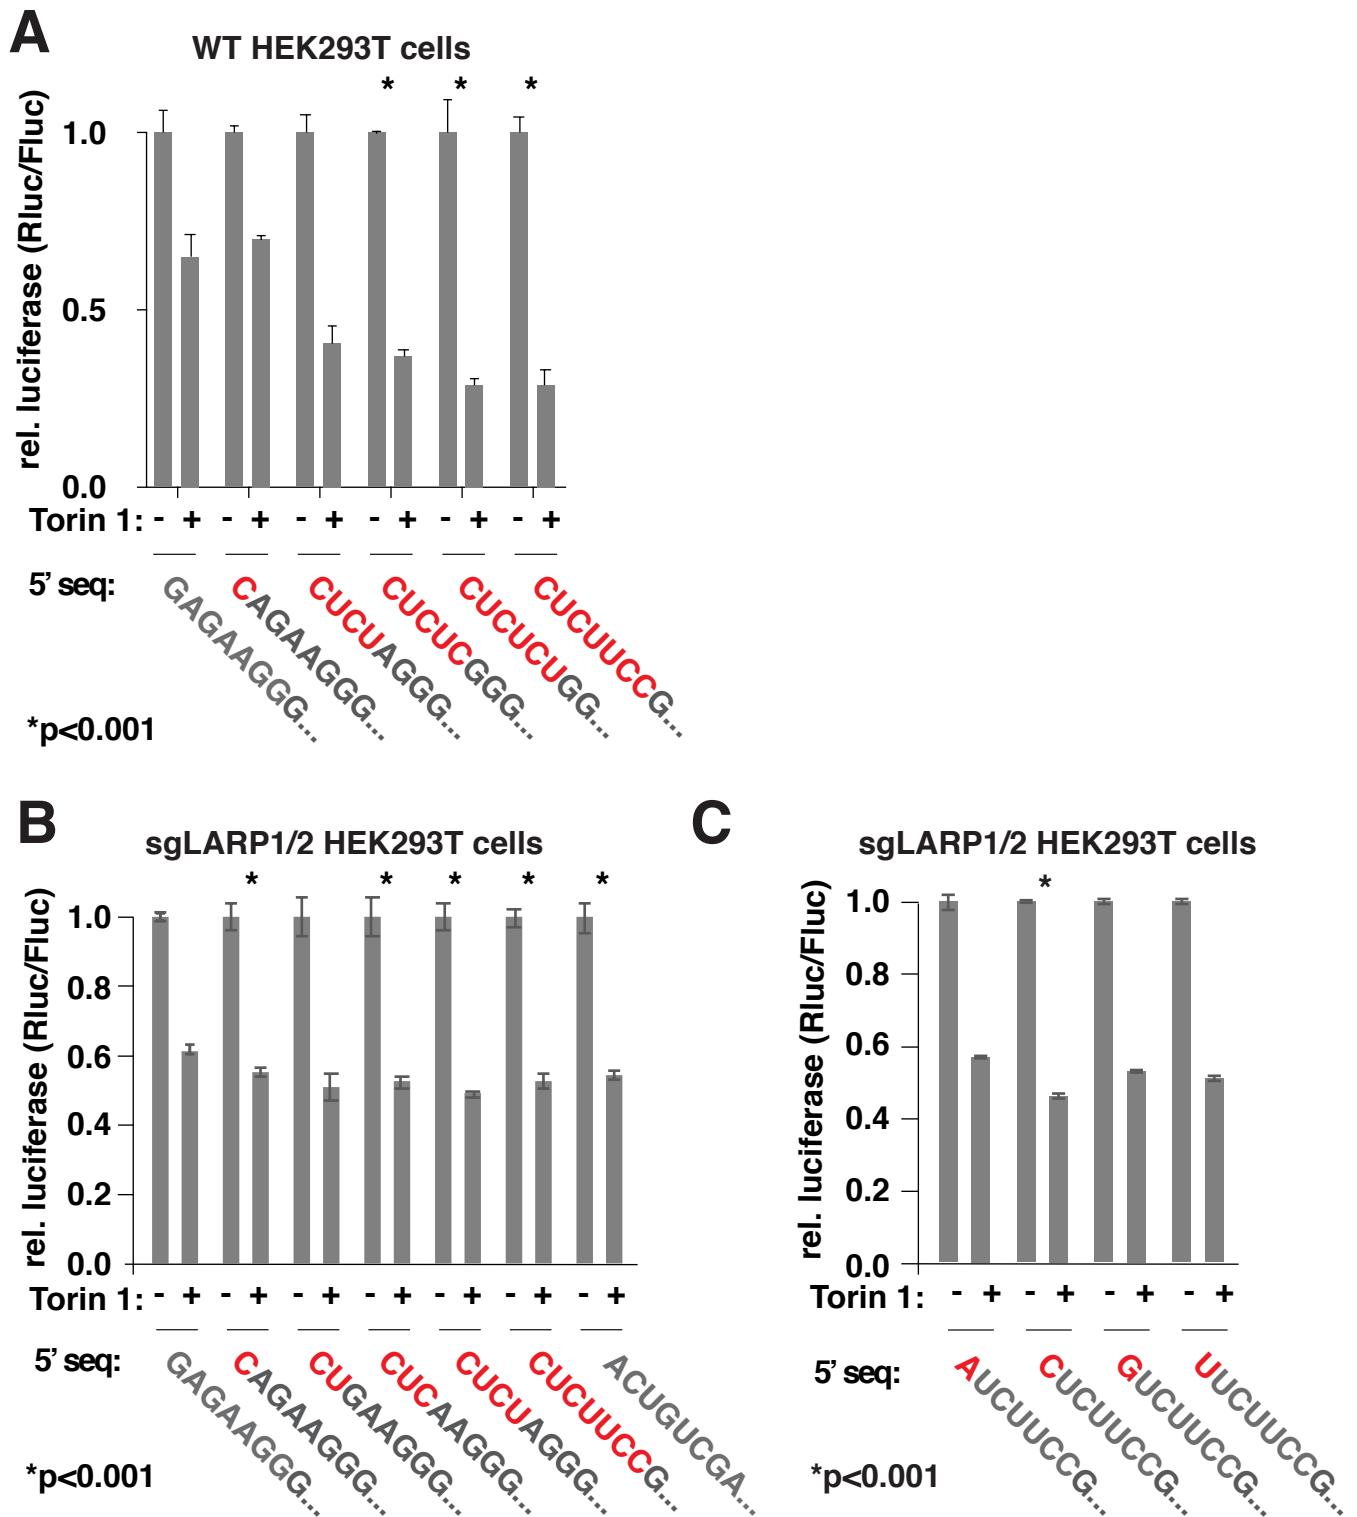 A
WT HEK293T cells
* * *
rel. luciferase (Rluc/Fluc)
1.0
0.5
0.0
Torin 1: - + - + - + - + - + - +
5’ seq:
GAGAAGGG...
CAGAAGGG...
CUCUAGGG...
CUCUCGGG...
CUCUCUGG...
CUCUUCCG...
*p<0.001
B
sgLARP1/2 HEK293T cells
* * * * *
rel. luciferase (Rluc/Fluc)
1.0
0.8
0.6
0.4
0.2
0.0
Torin 1: - + - + - + - + - + - + - +
5’ seq:
GAGAAGGG...
CAGAAGGG...
CUGAAGGG...
CUCAAGGG...
CUCUAGGG...
CUCUUCCG...
ACUGUCGA...
*p<0.001
C
sgLARP1/2 HEK293T cells
*
rel. luciferase (Rluc/Fluc)
1.0
0.8
0.6
0.4
0.2
0.0
Torin 1: - + - + - + - +
5’ seq:
AUCUUCCG...
CUCUUCCG...
GUCUUCCG...
UUCUUCCG...
*p<0.001